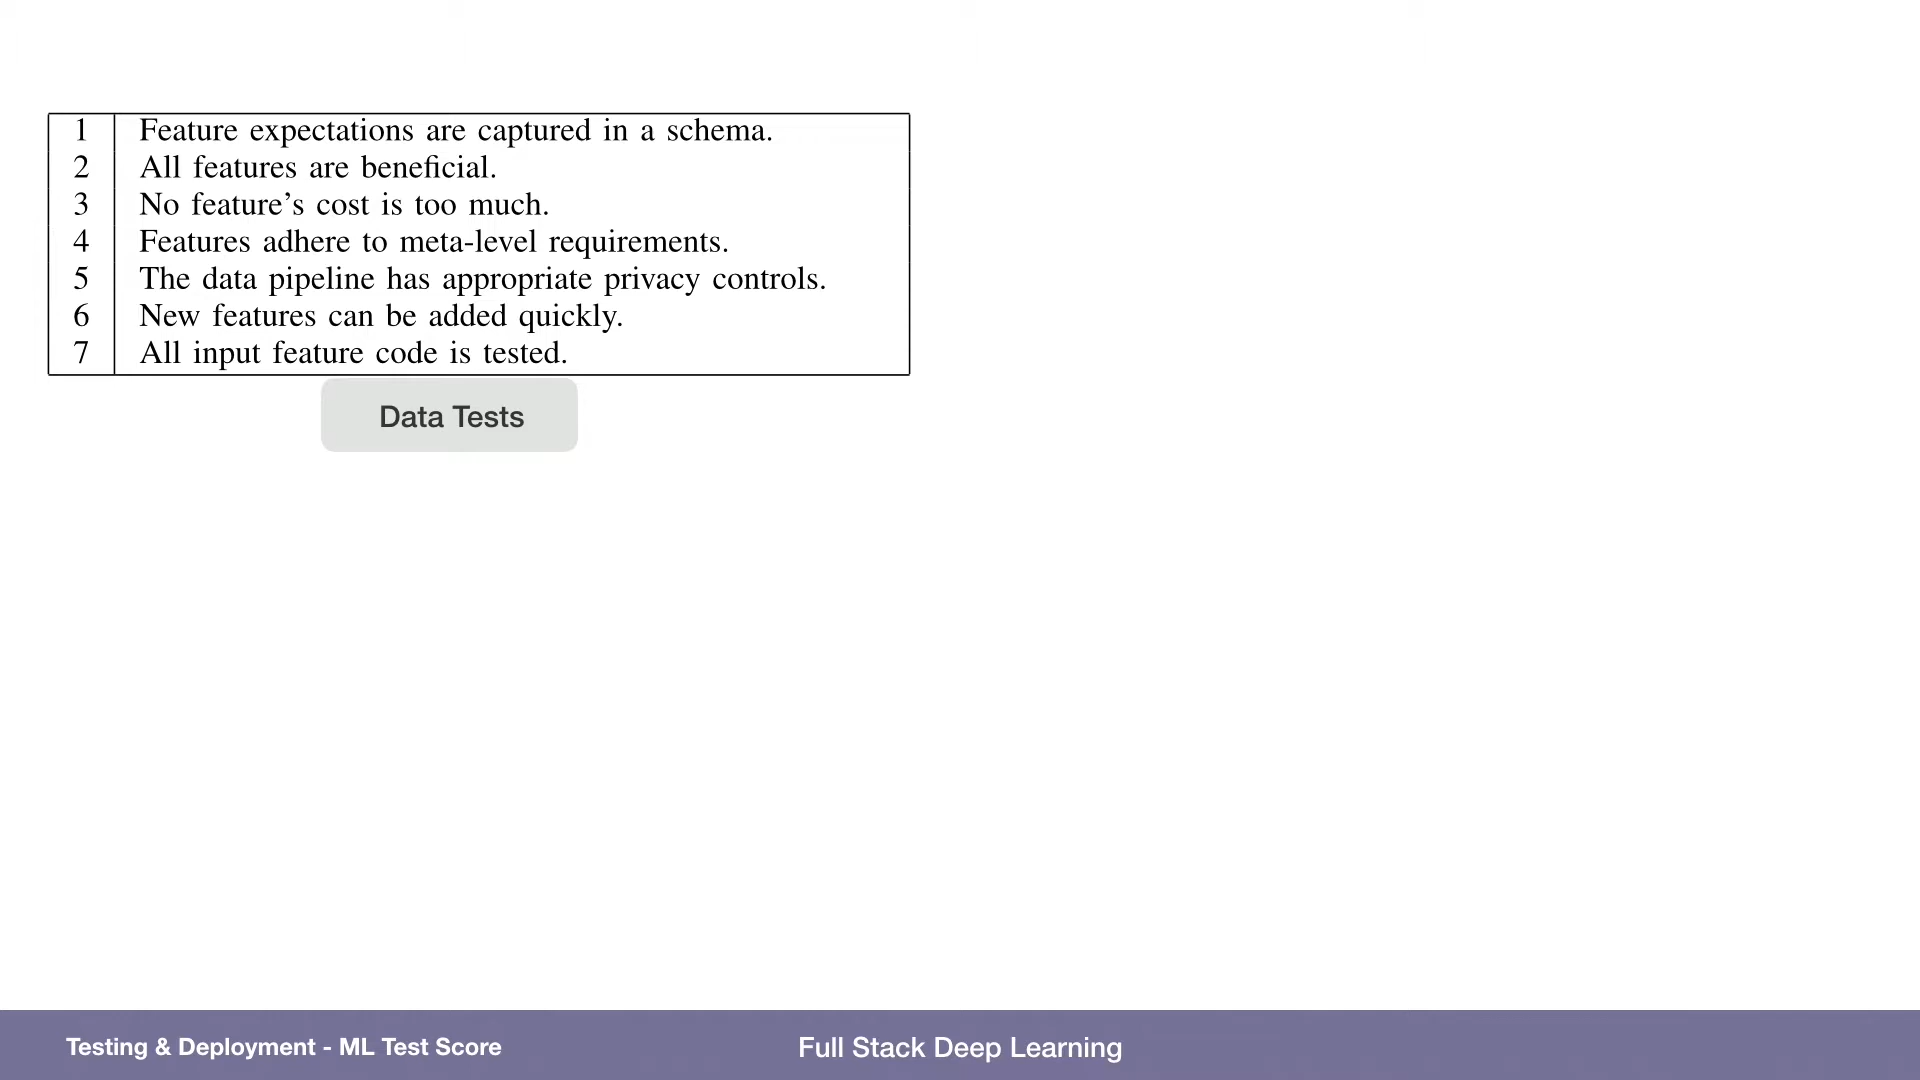 1 Feature expectations are captured in a schema.
2 All features are beneficial.
3 No feature’s cost is too much.
4 Features adhere to meta-level requirements.
5 The data pipeline has appropriate privacy controls.
6 New features can be added quickly.
7 All input feature code is tested.
Data Tests
Testing & Deployment - ML Test Score
Full Stack Deep Learning